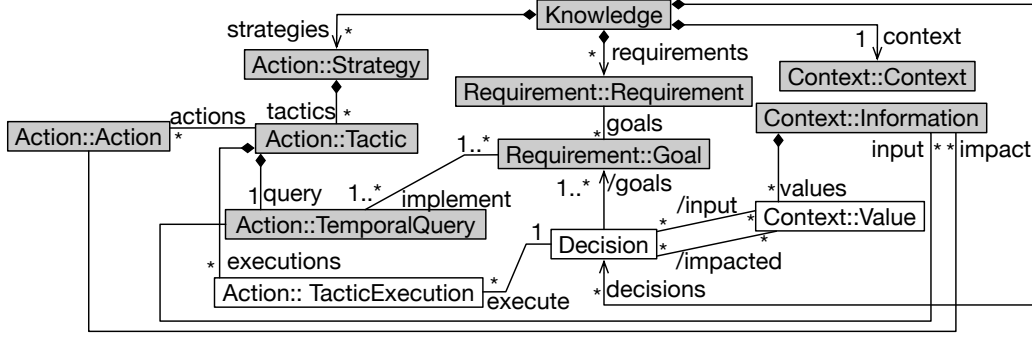 Knowledge
strategies *
* requirements
1 context
Action::Strategy
Context::Context
Requirement::Requirement
tactics *
actions
*
* goals
Context::Information
Action::Action
Action::Tactic
1..*
Requirement::Goal
input * * impact
1 query
1..* implement
1..* /goals
* values
Action::TemporalQuery
/input
* *
Context::Value
1
Decision
* *
/impacted
* executions
Action:: TacticExecution
*
execute
* decisions